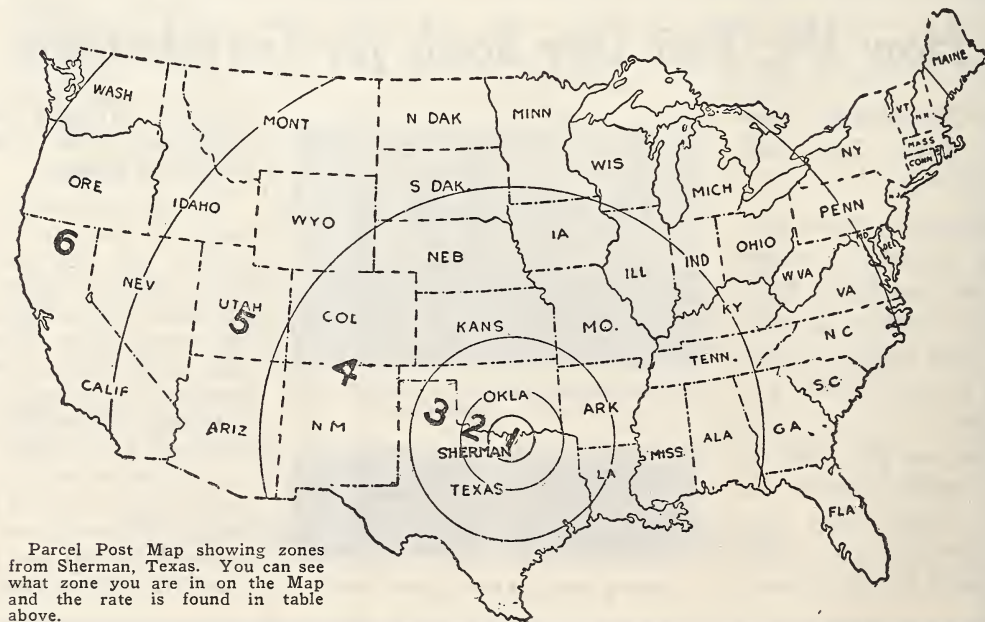 MAINE
WASH
MONT
N DAK
MINN
VT
N.H.
MASS
CONN
NY
WIS
MICH
ORE
IDAHO
S DAK.
WYO
PENN
6
IA
OHIO
MD
DEL
NEB
ILL
IND
W VA
NEV
UTAH
5
COL
VA
KANS
MO.
KY
N C
TENN.
4
CALIF
S.C.
3
OKLA
ARK
ARIZ
N M
2
1
ALA
GA.
SHERMAN
MISS.
LA
TEXAS
FLA
Parcel Post Map showing zones
from Sherman, Texas. You can see
what zone you are in on the Map
and the rate is found in table
above.